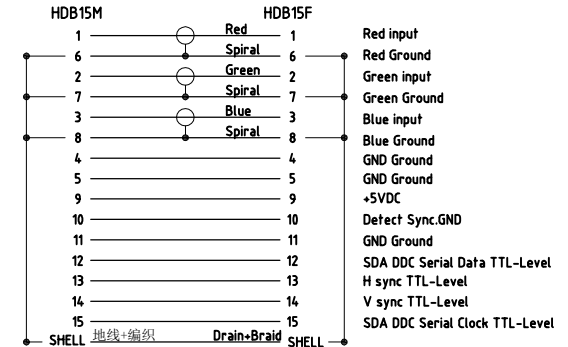 HDB15M HDB15F
1 Red 1 Red input
6 Spiral 6 Red Ground
2 Green 2 Green input
7 Spiral 7 Green Ground
3 Blue 3 Blue input
8 Spiral 8 Blue Ground
4 4 GND Ground
5 5 GND Ground
9 9 +5VDC
10 10 Detect Sync.GND
11 11 GND Ground
12 12 SDA DDC Serial Data TTL-Level
13 13 H sync TTL-Level
14 14 V sync TTL-Level
15 15 SDA DDC Serial Clock TTL-Level
SHELL 地线+编织 Drain+Braid SHELL